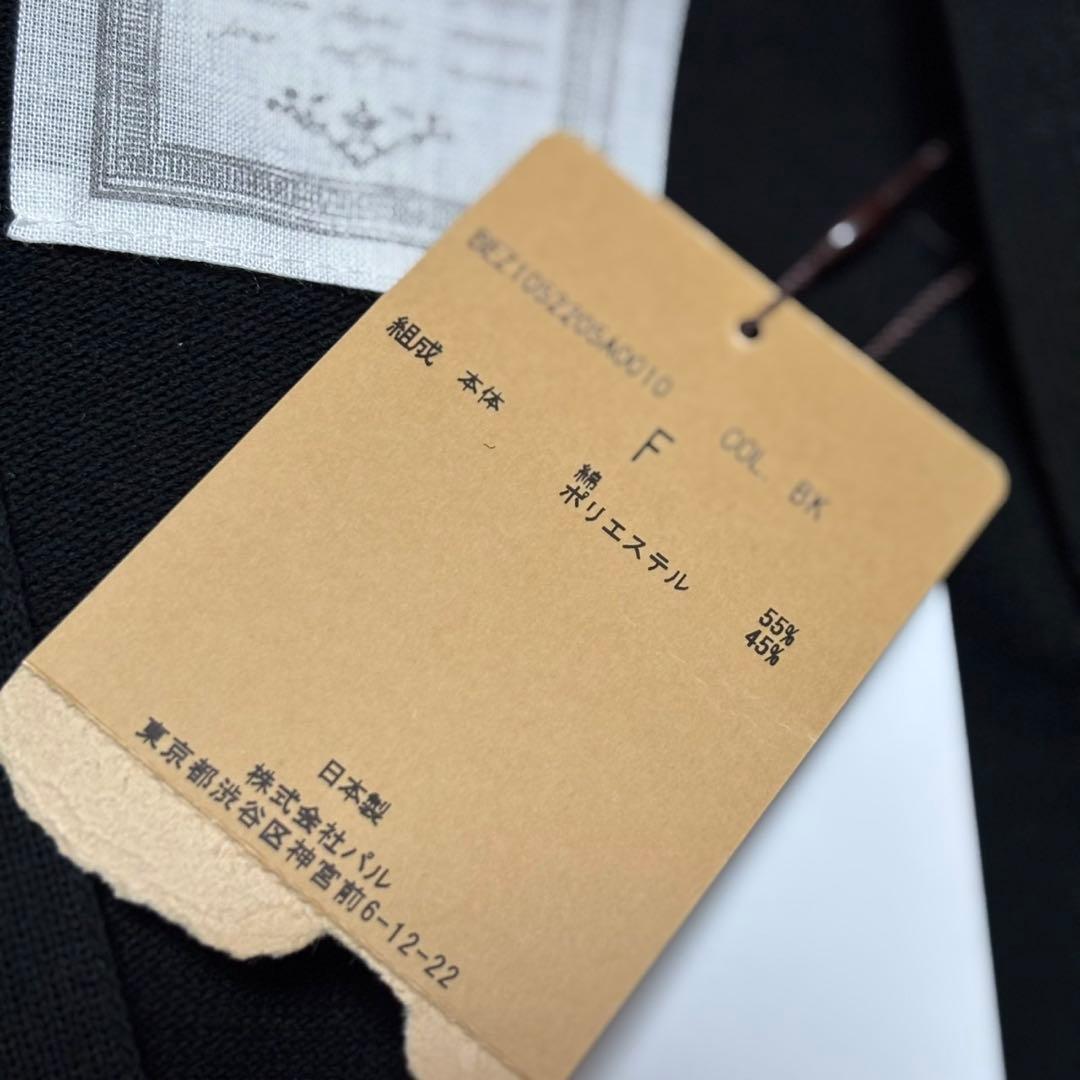 BEZ1052205A0010
F COL. BK
組成 本体
綿 55%
ポリエステル 45%
日本製
株式会社パル
東京都渋谷区神宮前6-12-22